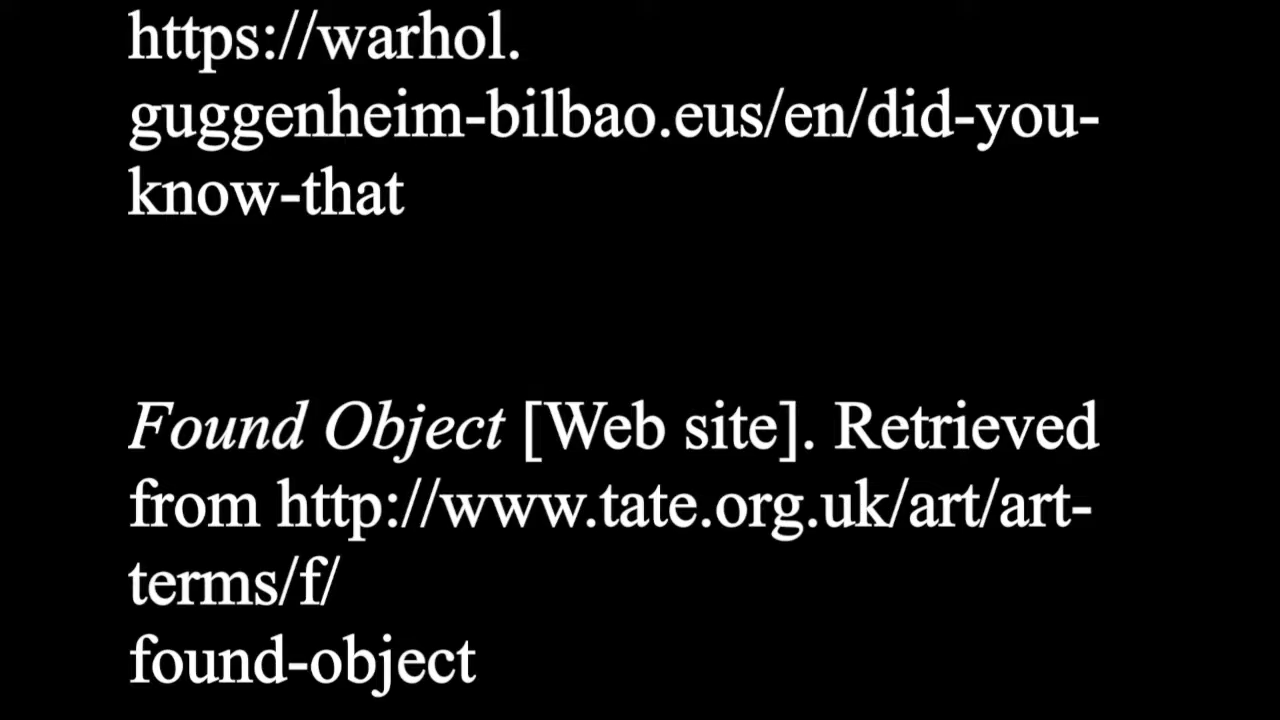 https://warhol.
guggenheim-bilbao.eus/en/did-you-
know-that
Found Object [Web site]. Retrieved
from http://www.tate.org.uk/art/art-
terms/f/
found-object